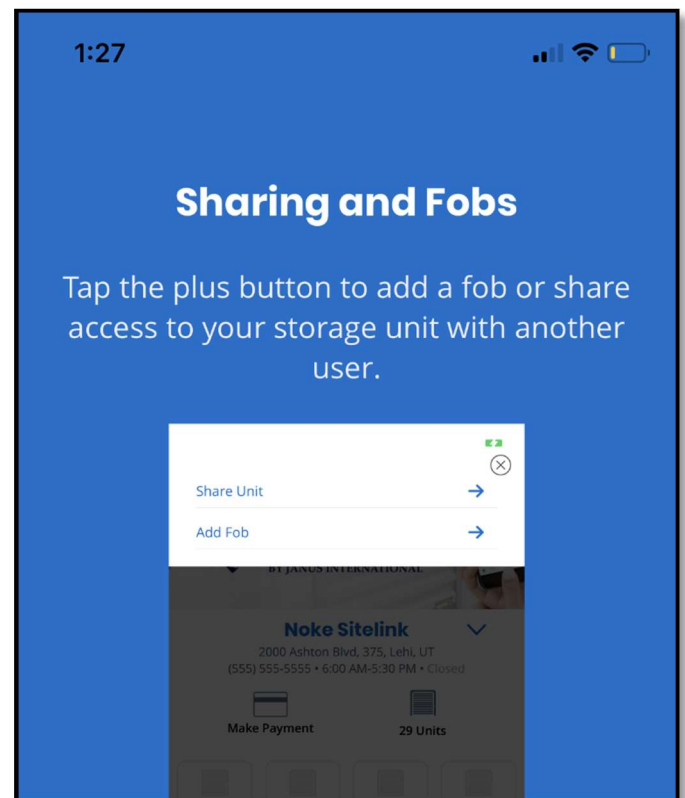 1:27
Sharing and Fobs
Tap the plus button to add a fob or share
access to your storage unit with another
user.
Share Unit
Add Fob
BY JANUS INTERNATIONAL
Noke Sitelink
2000 Ashton Blvd, 375, Lehi, UT
(555) 555-5555 • 6:00 AM-5:30 PM • Closed
Make Payment 29 Units